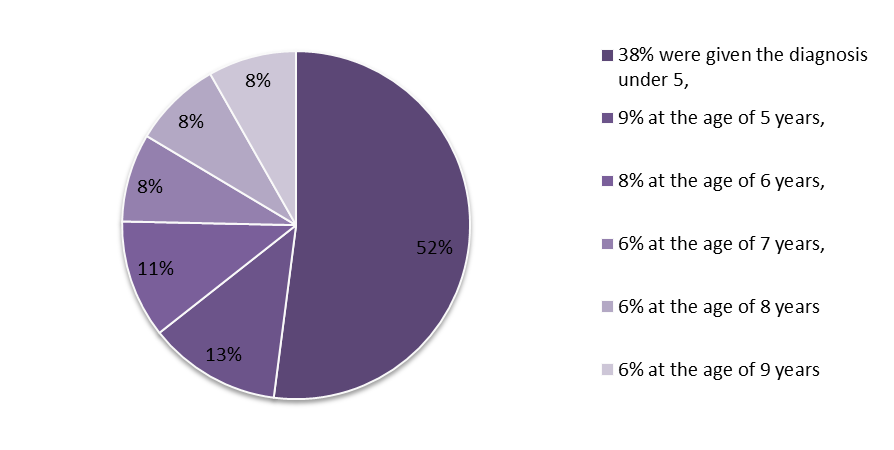 38% were given the diagnosis
under 5,
9% at the age of 5 years,
8% at the age of 6 years,
6% at the age of 7 years,
6% at the age of 8 years
6% at the age of 9 years
8%
8%
8%
11%
13%
52%